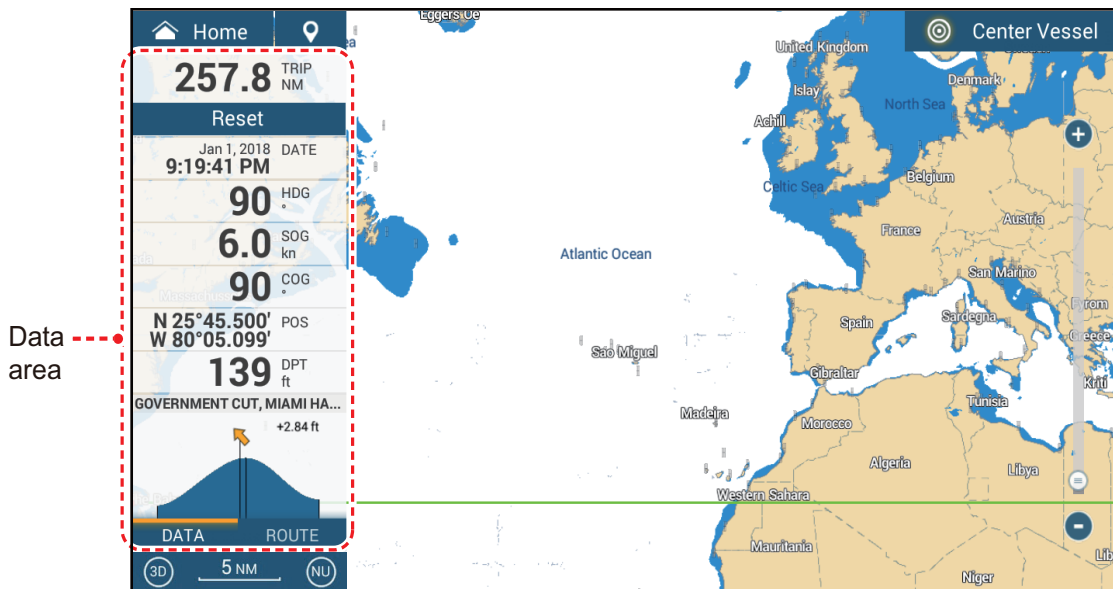 Home
Center Vessel
257.8 TRIP NM
Reset
Jan 1, 2018 DATE
9:19:41 PM
90 HDG °
6.0 SOG kn
90 COG °
N 25°45.500' POS
W 80°05.099'
139 DPT ft
GOVERNMENT CUT, MIAMI HA...
+2.84 ft
DATA ROUTE
3D 5 NM NU
Data
area
Eggers Oe
United Kingdom
Denmark
Islay
North Sea
Achill
Belgium
Celtic Sea
Austria
France
Atlantic Ocean
San Marino
Sardegna
Spain
Greece
São Miguel
Gibraltar
Kriti
Tunisia
Madeira
Morocco
Algeria
Libya
Western Sahara
Mauritania
Lib
Niger
+
-